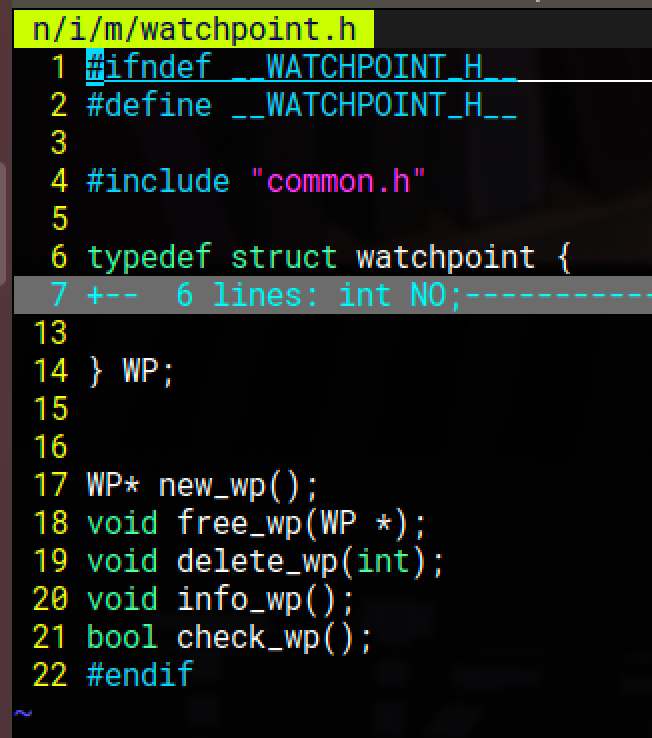 n/i/m/watchpoint.h
1 #ifndef __WATCHPOINT_H__
2 #define __WATCHPOINT_H__
3
4 #include "common.h"
5
6 typedef struct watchpoint {
7 +--  6 lines: int NO;-----------
13
14 } WP;
15
16
17 WP* new_wp();
18 void free_wp(WP *);
19 void delete_wp(int);
20 void info_wp();
21 bool check_wp();
22 #endif
~